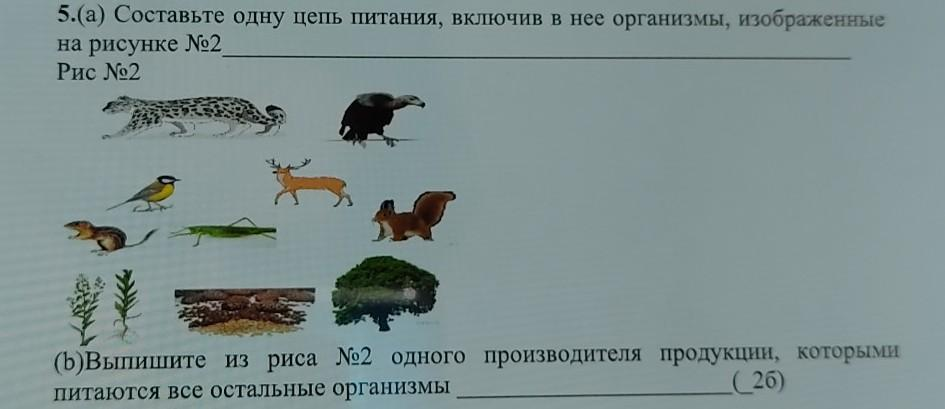 5.(а) Составьте одну цепь питания, включив в нее организмы, изображенные
на рисунке №2
Рис №2
(b)Выпишите из риса №2 одного производителя продукции, которыми
питаются все остальные организмы (_2б)